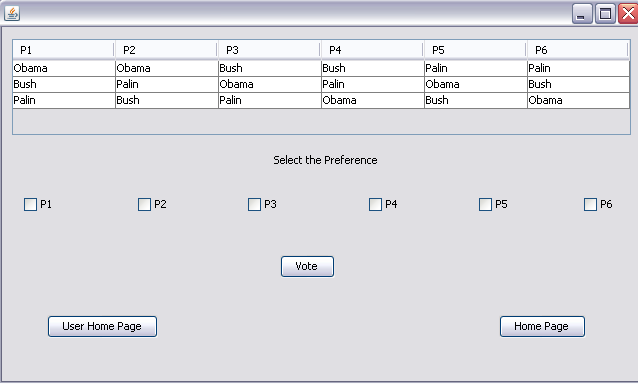 P1 P2 P3 P4 P5 P6
Obama Obama Bush Bush Palin Palin
Bush Palin Obama Palin Obama Bush
Palin Bush Palin Obama Bush Obama
Select the Preference
P1 P2 P3 P4 P5 P6
Vote
User Home Page Home Page